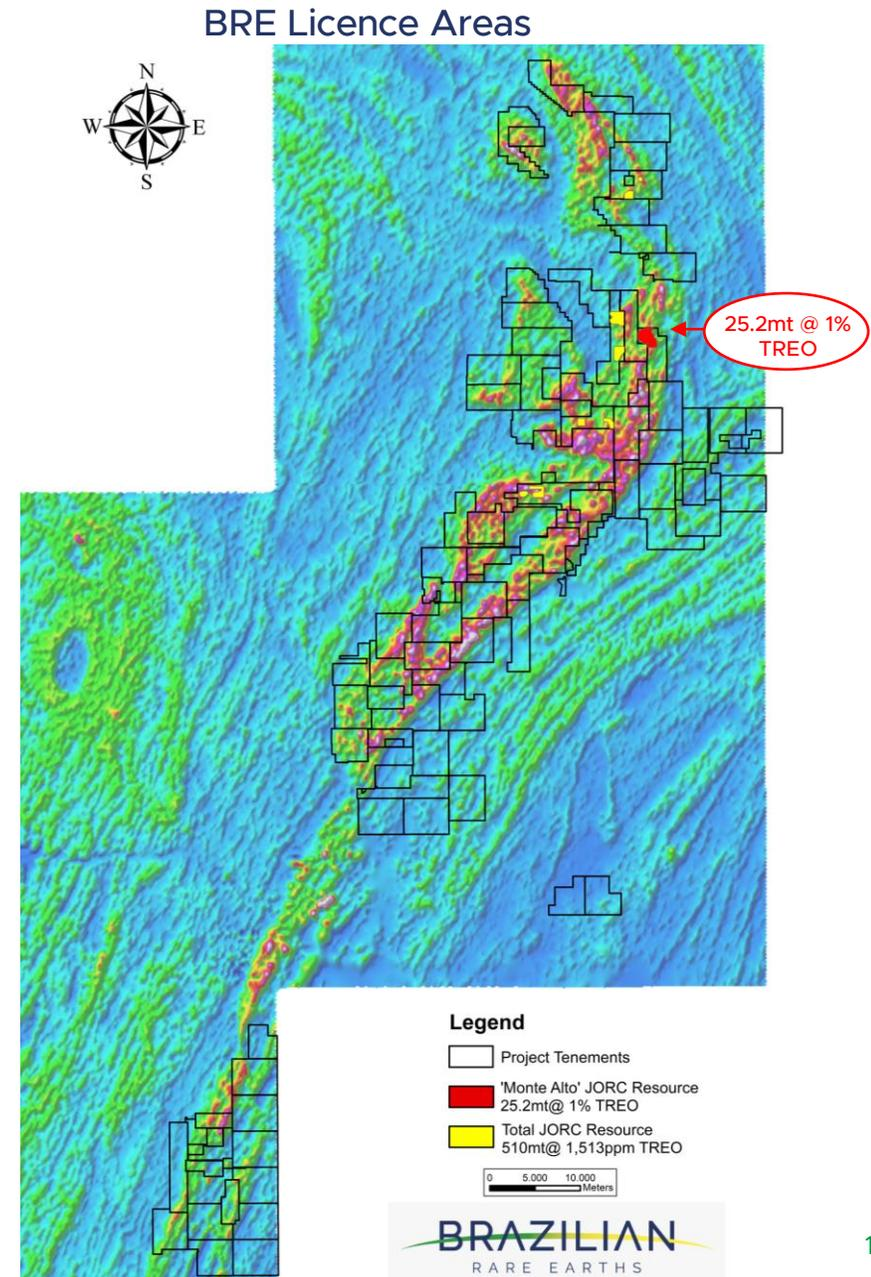 BRE Licence Areas
N
W
E
S
25.2mt @ 1%
TREO
Legend
Project Tenements
'Monte Alto' JORC Resource
25.2mt@ 1% TREO
Total JORC Resource
510mt@ 1,513ppm TREO
0 5.000 10.000
Meters
BRAZILIAN
RARE EARTHS
1